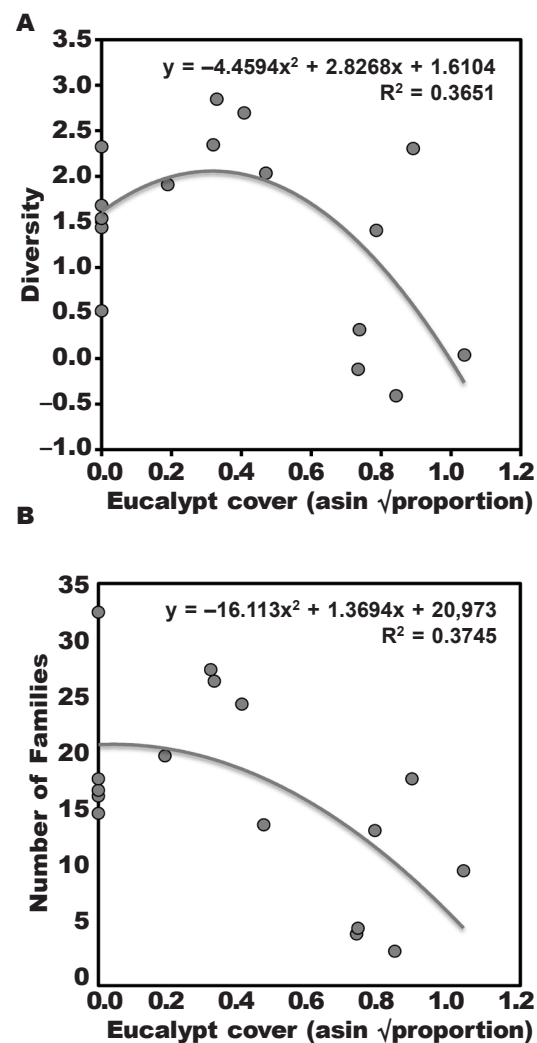 A
3.5
y = –4.4594x² + 2.8268x + 1.6104
R² = 0.3651
3.0
2.5
2.0
1.5
1.0
0.5
0.0
–0.5
–1.0
Diversity
0.0 0.2 0.4 0.6 0.8 1.0 1.2
Eucalypt cover (asin √proportion)
B
35
y = –16.113x² + 1.3694x + 20,973
R² = 0.3745
30
25
20
15
10
5
0
Number of Families
0.0 0.2 0.4 0.6 0.8 1.0 1.2
Eucalypt cover (asin √proportion)